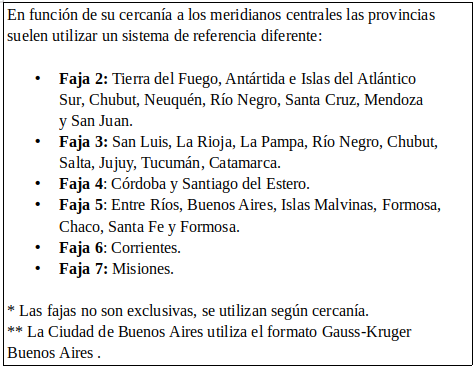 En función de su cercanía a los meridianos centrales las provincias
suelen utilizar un sistema de referencia diferente:
• Faja 2: Tierra del Fuego, Antártida e Islas del Atlántico
Sur, Chubut, Neuquén, Río Negro, Santa Cruz, Mendoza
y San Juan.
• Faja 3: San Luis, La Rioja, La Pampa, Río Negro, Chubut,
Salta, Jujuy, Tucumán, Catamarca.
• Faja 4: Córdoba y Santiago del Estero.
• Faja 5: Entre Ríos, Buenos Aires, Islas Malvinas, Formosa,
Chaco, Santa Fe y Formosa.
• Faja 6: Corrientes.
• Faja 7: Misiones.
* Las fajas no son exclusivas, se utilizan según cercanía.
** La Ciudad de Buenos Aires utiliza el formato Gauss-Kruger
Buenos Aires .